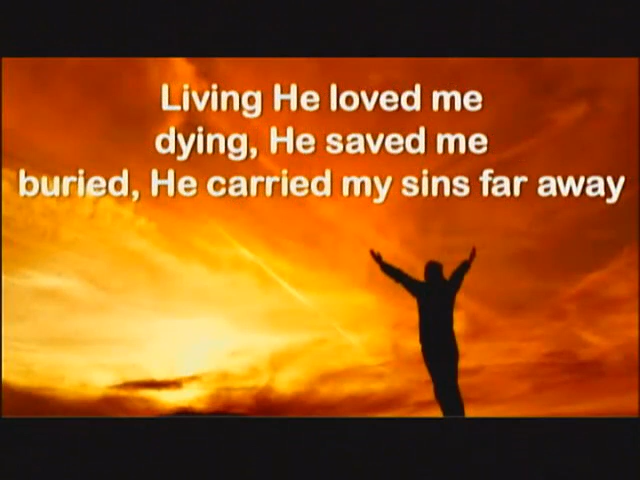 Living He loved me
dying, He saved me
buried, He carried my sins far away